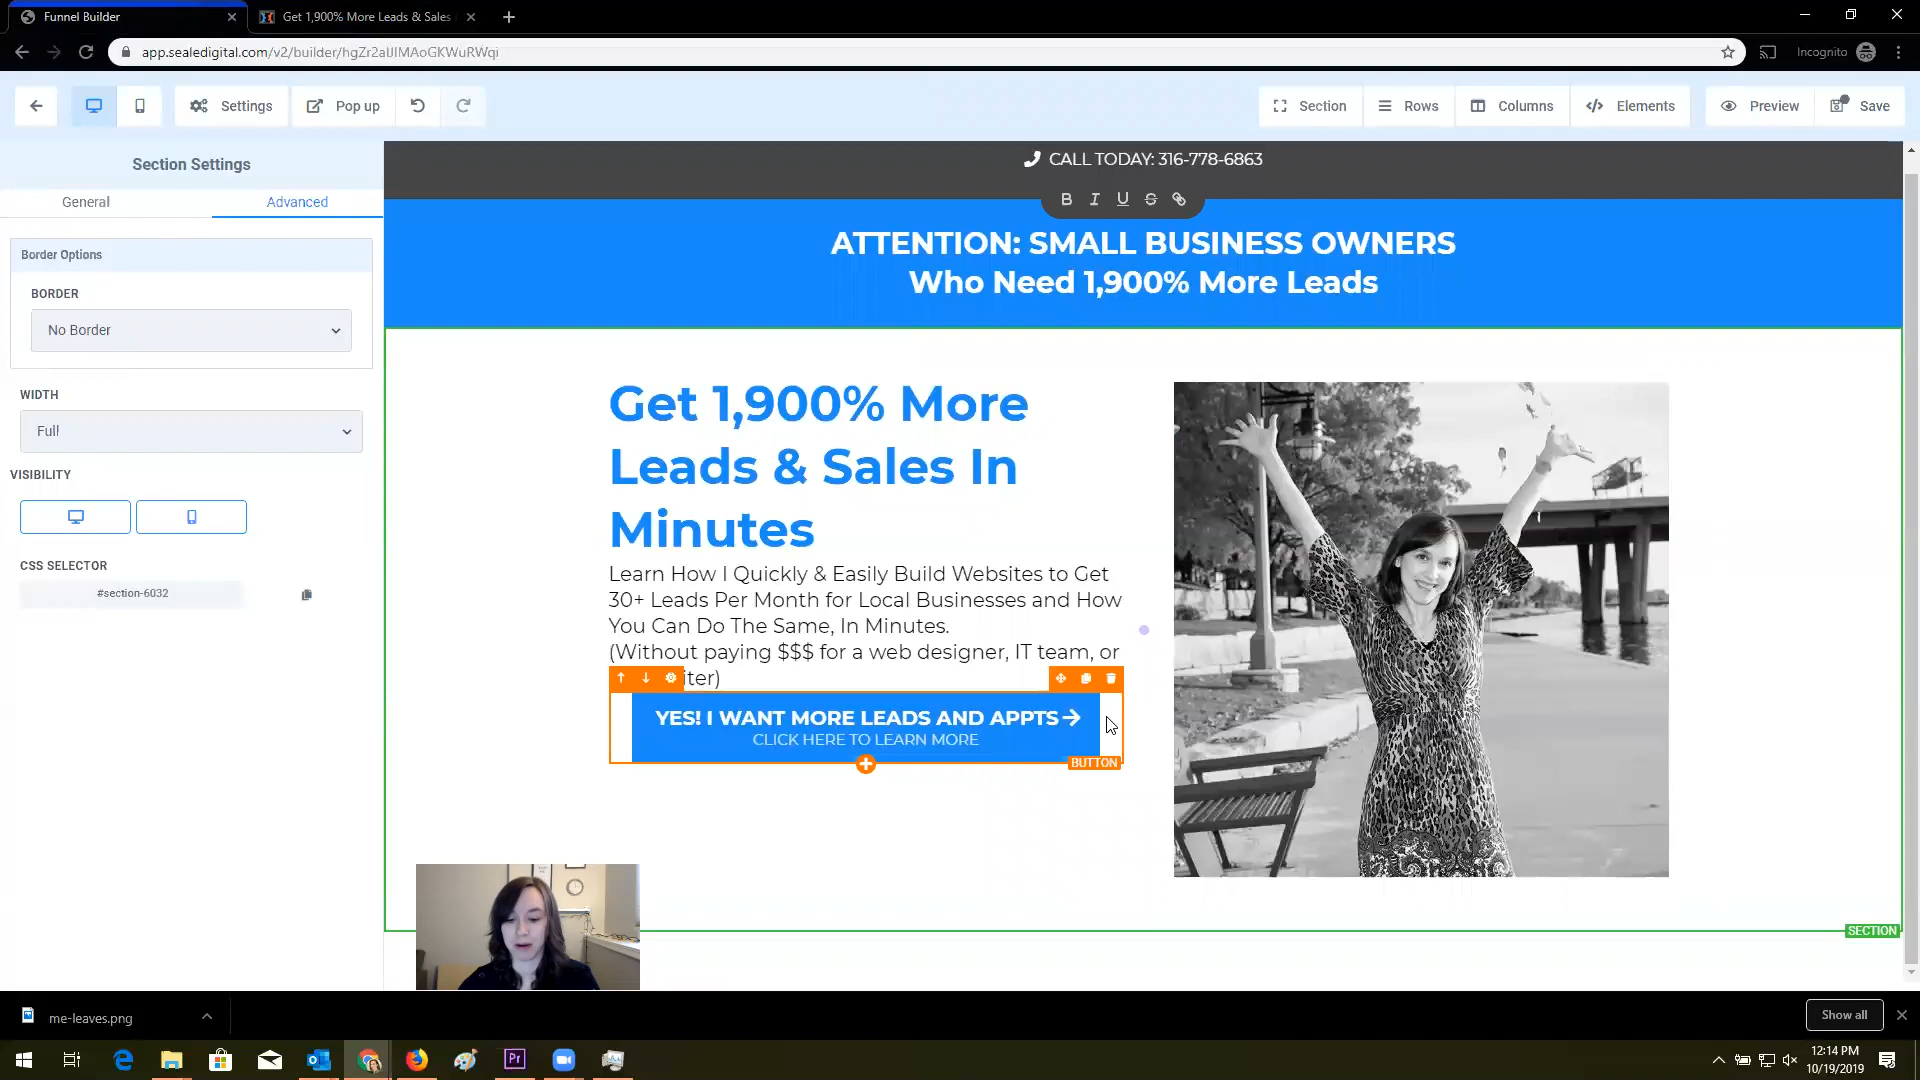 Funnel Builder
Get 1,900% More Leads & Sales
app.sealedigital.com/v2/builder/hgZr2alJIMAoGKWuRWqi
Incognito
Settings
Pop up
Section
Rows
Columns
Elements
Preview
Save
Section Settings
General
Advanced
Border Options
BORDER
No Border
WIDTH
Full
VISIBILITY
CSS SELECTOR
#section-6032
CALL TODAY: 316-778-6863
B I U S
ATTENTION: SMALL BUSINESS OWNERS
Who Need 1,900% More Leads
Get 1,900% More
Leads & Sales In
Minutes
Learn How I Quickly & Easily Build Websites to Get
30+ Leads Per Month for Local Businesses and How
You Can Do The Same, In Minutes.
(Without paying $$$ for a web designer, IT team, or
iter)
YES! I WANT MORE LEADS AND APPTS
CLICK HERE TO LEARN MORE
BUTTON
SECTION
me-leaves.png
Show all
Pr
12:14 PM
10/19/2019